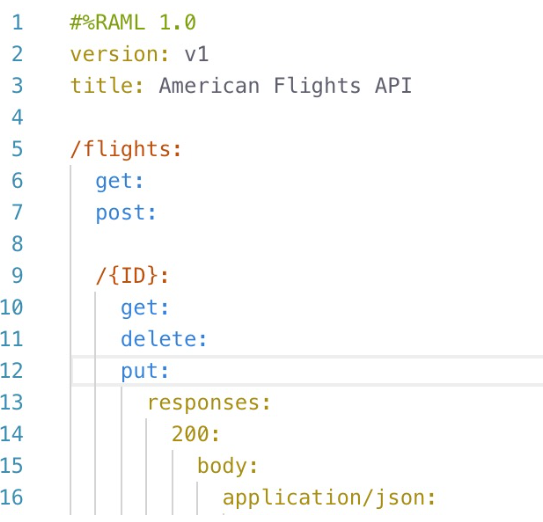 1 #%RAML 1.0
2 version: v1
3 title: American Flights API
4
5 /flights:
6 get:
7 post:
8
9 /{ID}:
10 get:
11 delete:
12 put:
13 responses:
14 200:
15 body:
16 application/json: